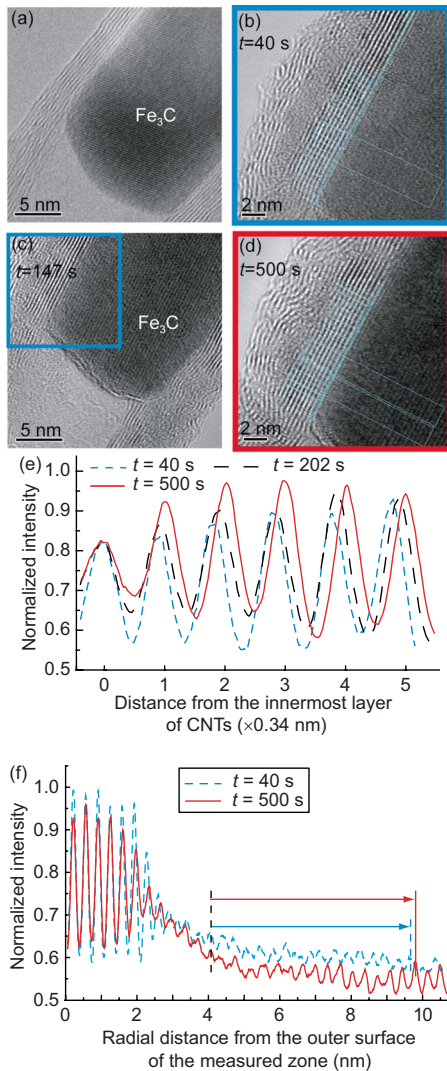 (a)
Fe₃C
5 nm
(b)
t=40 s
2 nm
(c)
t=147 s
Fe₃C
5 nm
(d)
t=500 s
2 nm
(e)
1.0
0.9
0.8
0.7
0.6
0.5
Normalized intensity
t = 40 s
t = 202 s
t = 500 s
0 1 2 3 4 5
Distance from the innermost layer
of CNTs (×0.34 nm)
(f)
1.0
0.9
0.8
0.7
0.6
0.5
Normalized intensity
t = 40 s
t = 500 s
0 2 4 6 8 10
Radial distance from the outer surface
of the measured zone (nm)